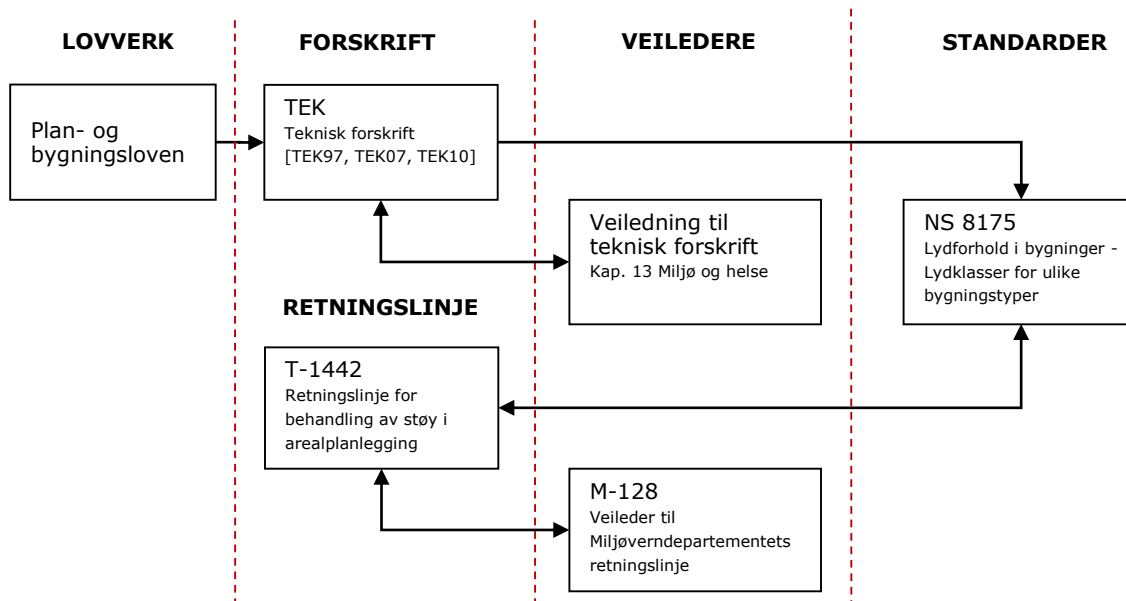 LOVVERK
FORSKRIFT
VEILEDERE
STANDARDER
Plan- og
bygningsloven
TEK
Teknisk forskrift
[TEK97, TEK07, TEK10]
Veiledning til
teknisk forskrift
Kap. 13 Miljø og helse
NS 8175
Lydforhold i bygninger -
Lydklasser for ulike
bygningstyper
RETNINGSLINJE
T-1442
Retningslinje for
behandling av støy i
arealplanlegging
M-128
Veileder til
Miljøverndepartementets
retningslinje